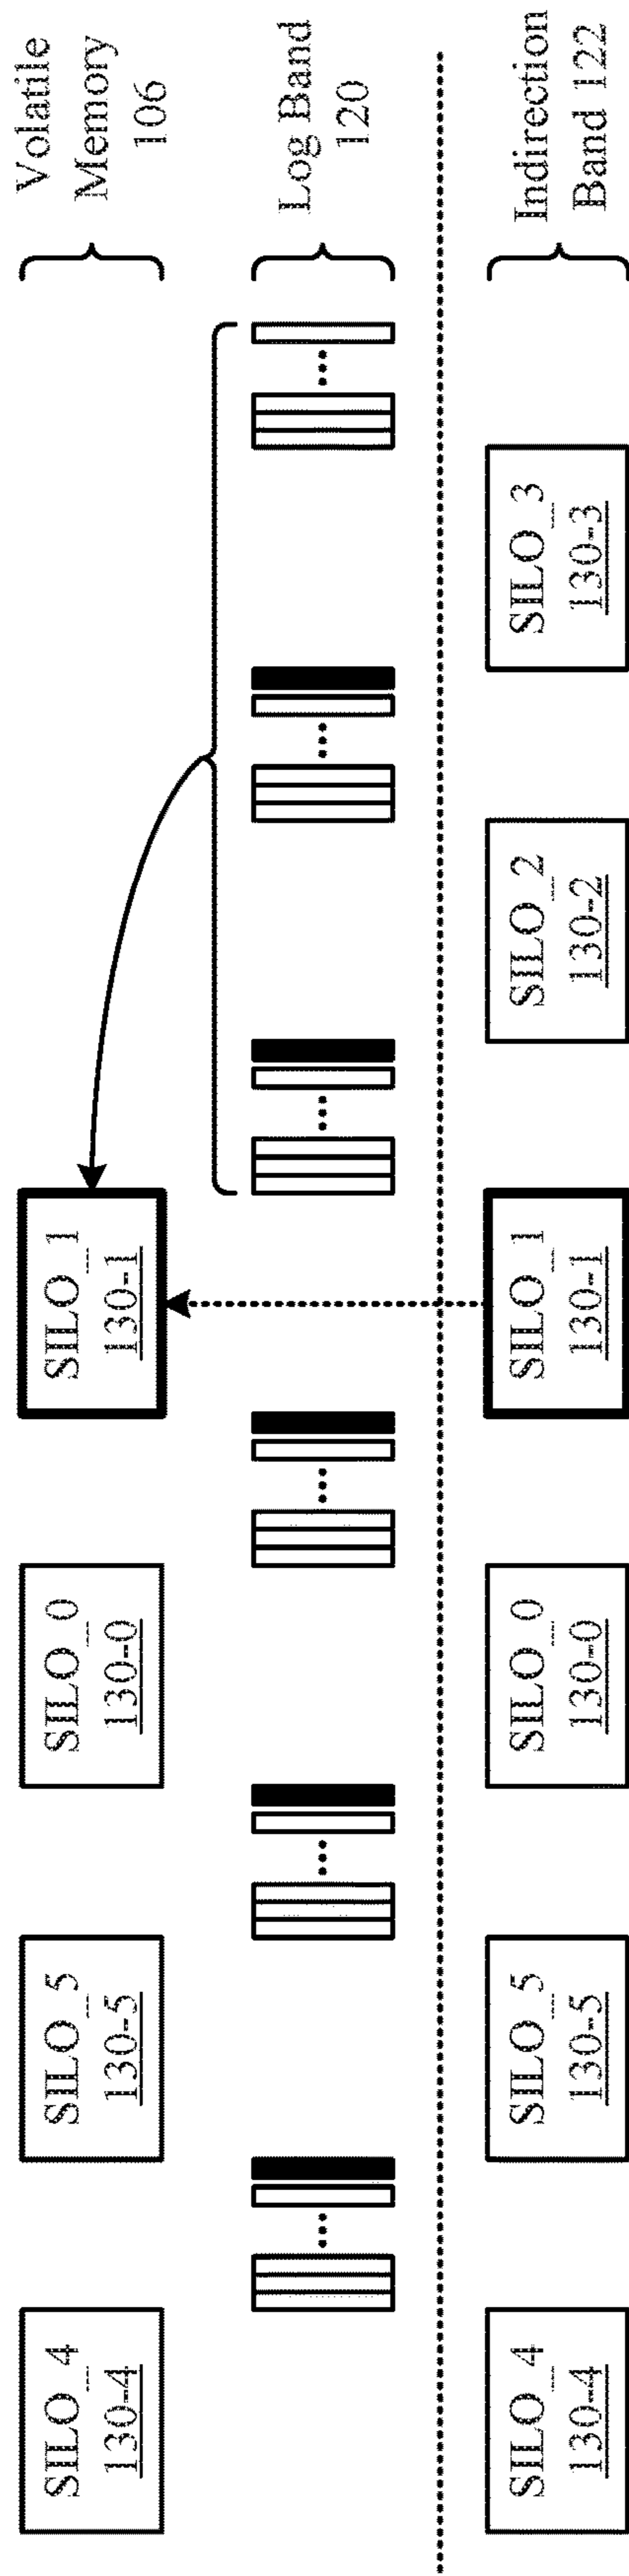 SILO_4
130-4
SILO_5
130-5
SILO_0
130-0
SILO_1
130-1
Volatile
Memory
106
Log Band
120
SILO_4
130-4
SILO_5
130-5
SILO_0
130-0
SILO_1
130-1
SILO_2
130-2
SILO_3
130-3
Indirection
Band 122